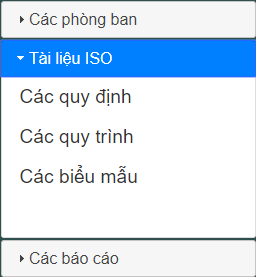 Các phòng ban
Tài liệu ISO
Các quy định
Các quy trình
Các biểu mẫu
Các báo cáo